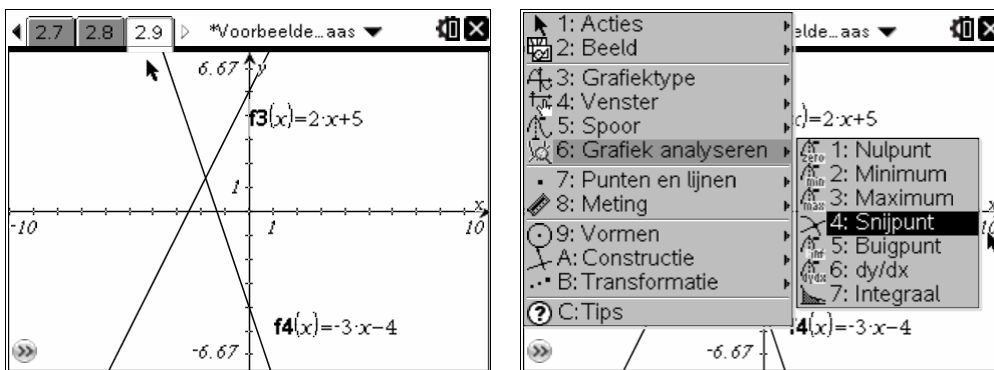 2.7 2.8 2.9 *Voorbeelde…aas
6.67 y
f3(x)=2·x+5
1
x
-10 1 10
f4(x)=-3·x-4
-6.67
1: Acties
2: Beeld
3: Grafiektype
4: Venster
5: Spoor
6: Grafiek analyseren
7: Punten en lijnen
8: Meting
9: Vormen
A: Constructie
B: Transformatie
C: Tips
elde…aas
)=2·x+5
1: Nulpunt
2: Minimum
3: Maximum
4: Snijpunt
5: Buigpunt
6: dy/dx
7: Integraal
x
10
f4(x)=-3·x-4
-6.67